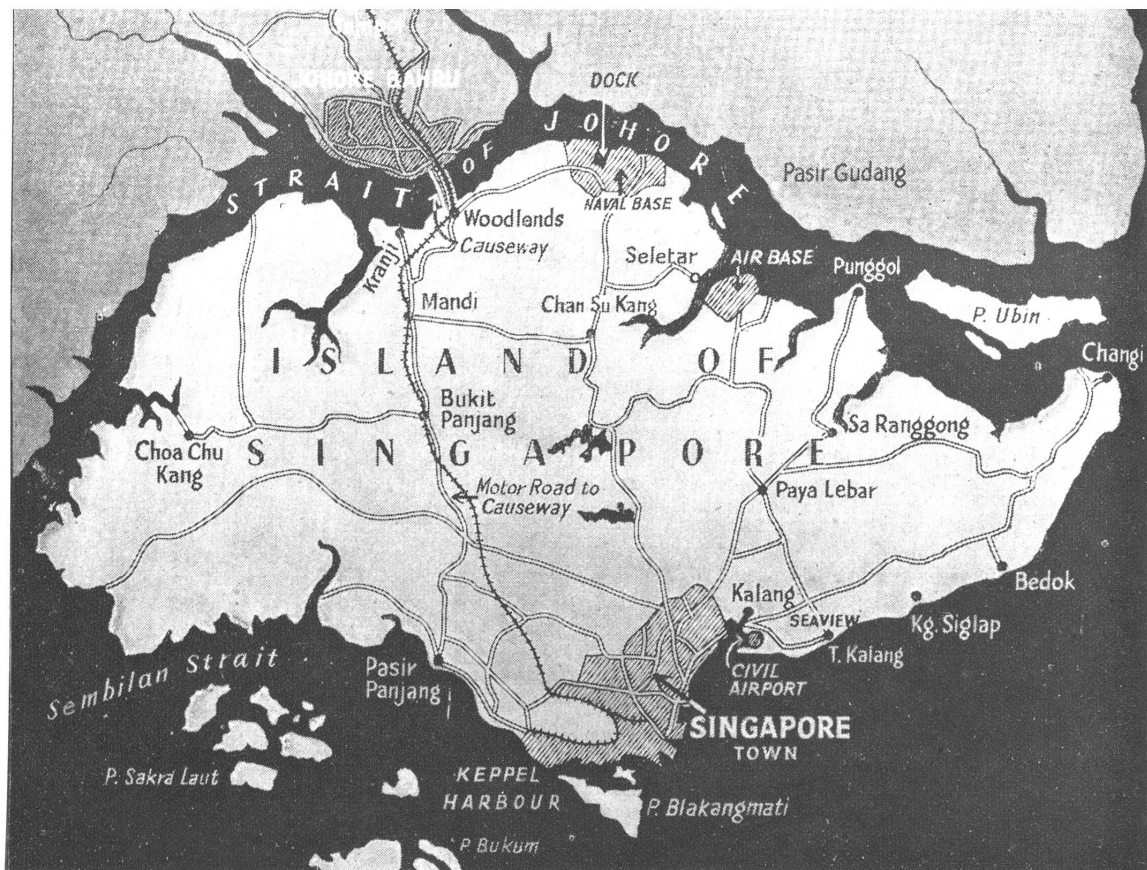 JOHORE BAHRU
DOCK
STRAIT OF JOHORE
Pasir Gudang
NAVAL BASE
Woodlands
Causeway
Kranji
Seletar
AIR BASE
Punggol
Mandi
Chan Su Kang
P. Ubin
Changi
ISLAND OF
SINGAPORE
Bukit
Panjang
Choa Chu
Kang
Sa Ranggong
Motor Road to
Causeway
Paya Lebar
Bedok
Kalang
SEAVIEW
Kg. Siglap
T. Kalang
CIVIL
AIRPORT
Sembilan Strait
Pasir
Panjang
SINGAPORE
TOWN
P. Sakra Laut
KEPPEL
HARBOUR
P. Blakangmati
P. Bukum